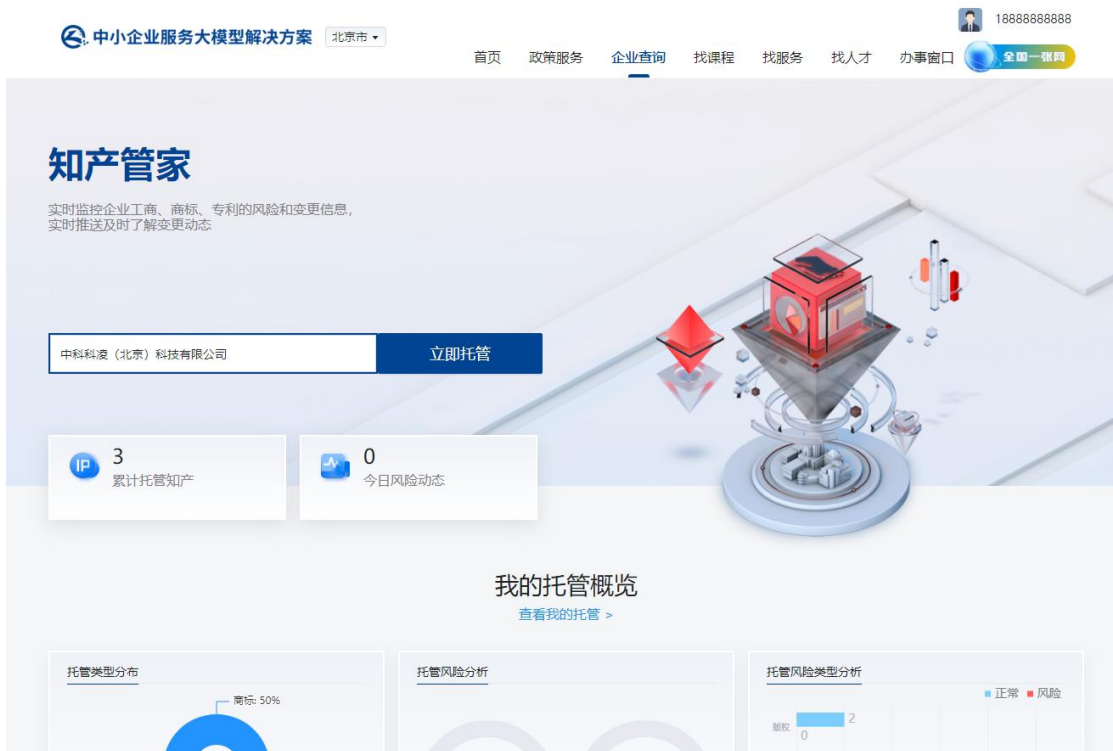 18888888888
中小企业服务大模型解决方案 北京市
首页 政策服务 企业查询 找课程 找服务 找人才 办事窗口 全国一张网
知产管家
实时监控企业工商、商标、专利的风险和变更信息，
实时推送及时了解变更动态
中科科凌（北京）科技有限公司 立即托管
IP 3
累计托管知产
0
今日风险动态
我的托管概览
查看我的托管 >
托管类型分布
商标: 50%
托管风险分析
托管风险类型分析
正常 风险
版权 2
0